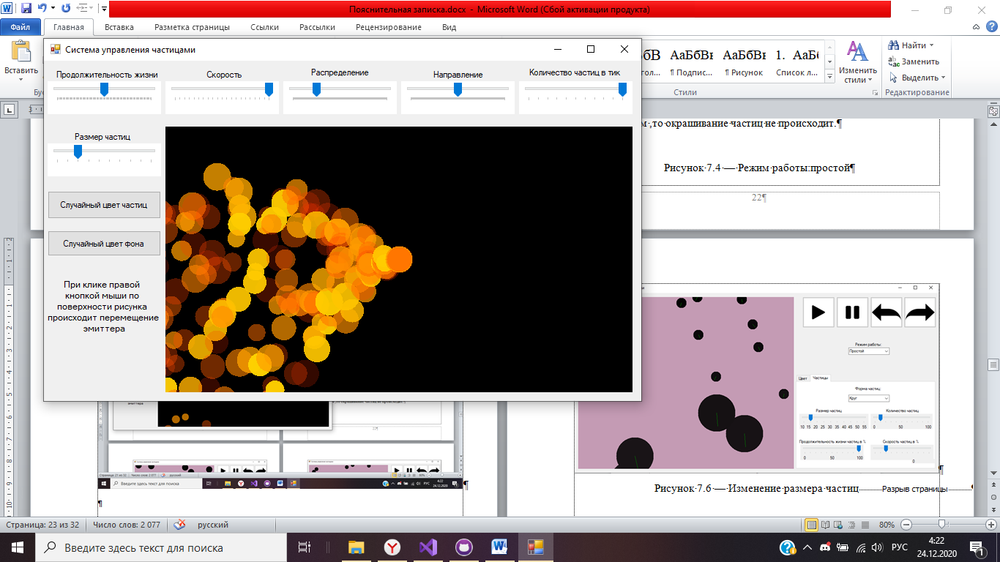 Пояснительная записка.docx - Microsoft Word (Сбой активации продукта)
Файл
Главная
Вставка
Разметка страницы
Ссылки
Рассылки
Рецензирование
Вид
Вставить
Система управления частицами
АаБбВі
АаБбВі
1. АаБ
¶ Подпис...
¶ Рисунок
Список л...
Изменить стили
Стили
Найти
Заменить
Выделить
Редактирование
Продолжительность жизни
Скорость
Распределение
Направление
Количество частиц в тик
Размер частиц
Случайный цвет частиц
Случайный цвет фона
При клике правой
кнопкой мыши по
поверхности рисунка
происходит перемещение
эмиттера
,то окрашивание частиц не происходит.¶
Рисунок·7.4·—·Режим·работы:простой¶
22¶
Режим работы:
Простой
Цвет
Частицы
Форма частиц:
Круг
Размер частиц
Количество частиц:
10 15 20 25 30 35 40 45 50 55
0 50 100
Продолжительность жизни частиц в %
Скорость частиц в %
0 50 100
0
Рисунок·7.6·—·Изменение·размера·частиц
Разрыв страницы
Введите здесь текст для поиска
4:22
РУС
24.12.2020
¶
¶
Страница: 23 из 32
Число слов: 2 077
русский
80%
Введите здесь текст для поиска
РУС
4:22
24.12.2020
1